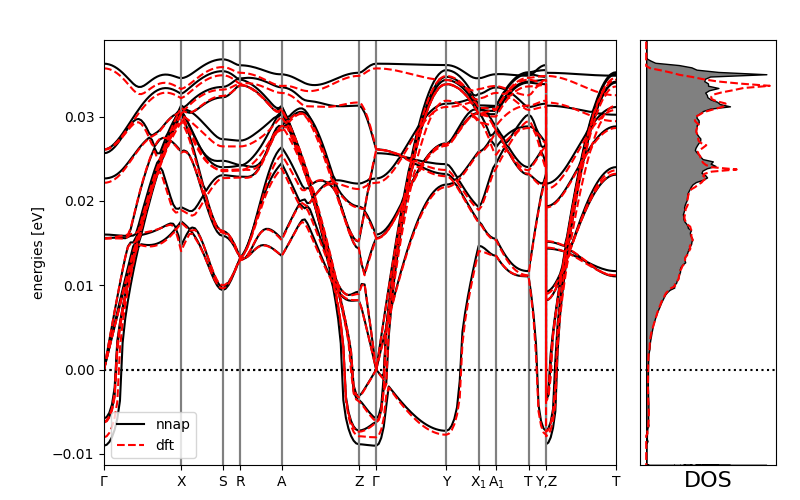 energies [eV]
0.03
0.02
0.01
0.00
−0.01
nnap
dft
Γ X S R A Z Γ Y X₁ A₁ T Y,Z T
DOS